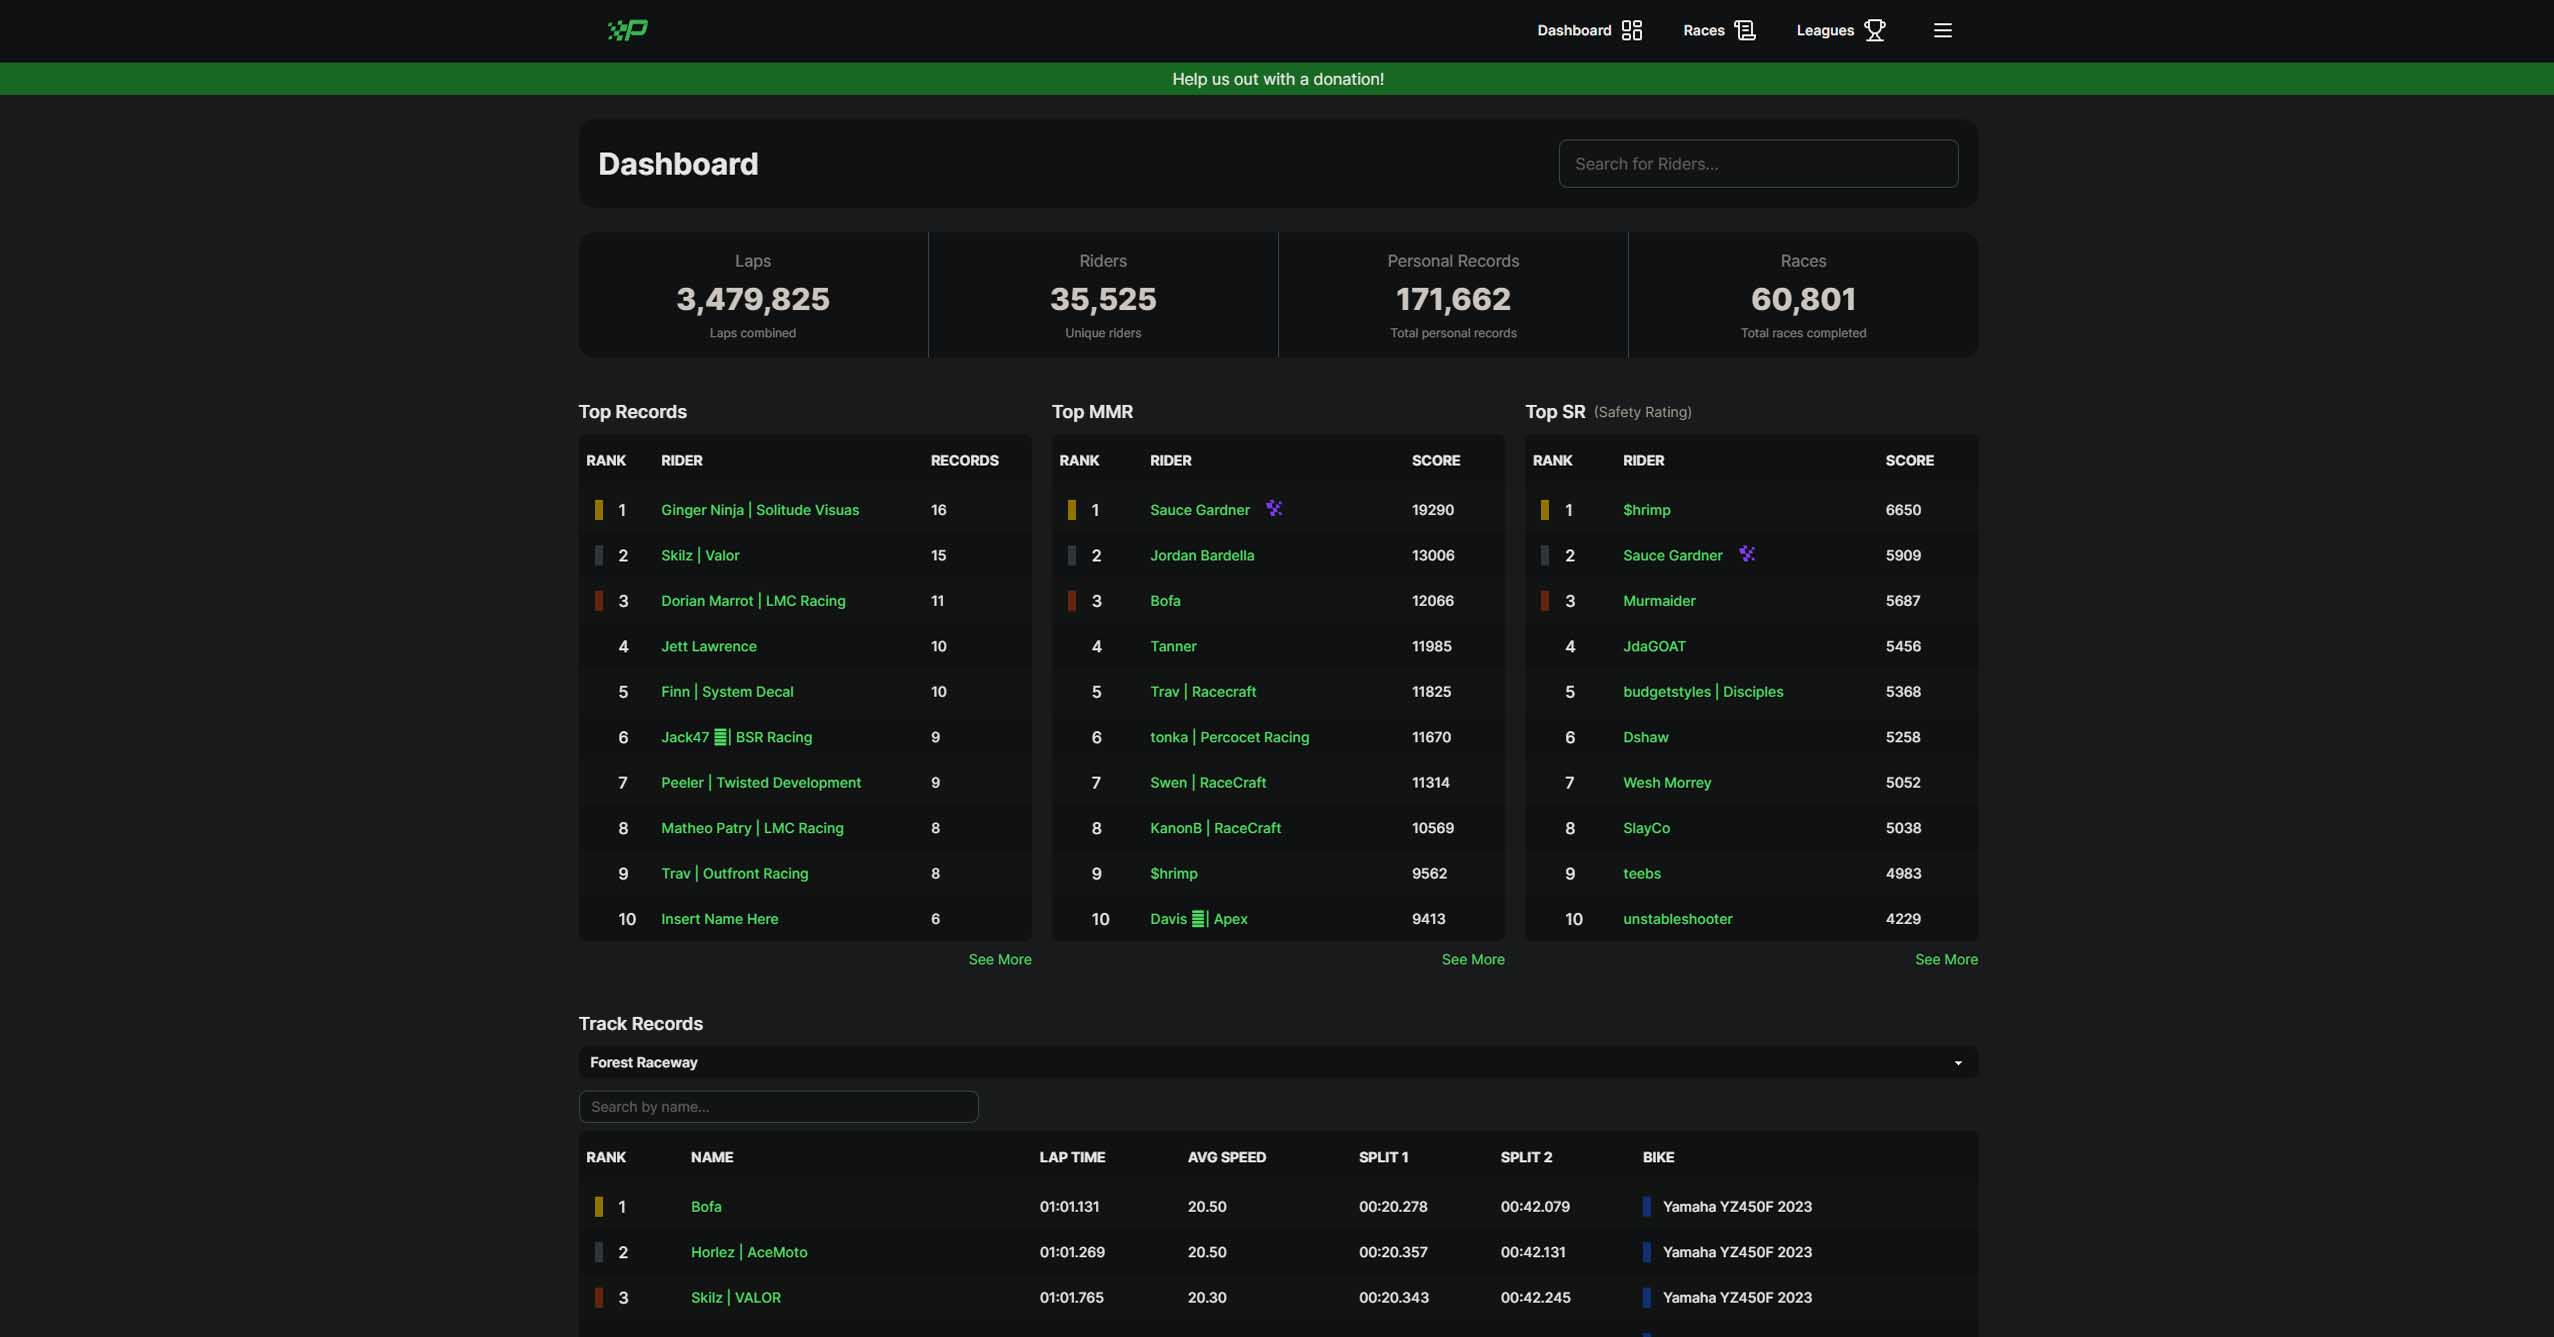 Dashboard Races Leagues
Help us out with a donation!
Dashboard
Search for Riders...
Laps Riders Personal Records Races
3,479,825 35,525 171,662 60,801
Laps combined Unique riders Total personal records Total races completed
Top Records
RANK RIDER RECORDS
1 Ginger Ninja | Solitude Visuas 16
2 Skilz | Valor 15
3 Dorian Marrot | LMC Racing 11
4 Jett Lawrence 10
5 Finn | System Decal 10
6 Jack47 | BSR Racing 9
7 Peeler | Twisted Development 9
8 Matheo Patry | LMC Racing 8
9 Trav | Outfront Racing 8
10 Insert Name Here 6
See More
Top MMR
RANK RIDER SCORE
1 Sauce Gardner 19290
2 Jordan Bardella 13006
3 Bofa 12066
4 Tanner 11985
5 Trav | Racecraft 11825
6 tonka | Percocet Racing 11670
7 Swen | RaceCraft 11314
8 KanonB | RaceCraft 10569
9 $hrimp 9562
10 Davis | Apex 9413
See More
Top SR (Safety Rating)
RANK RIDER SCORE
1 $hrimp 6650
2 Sauce Gardner 5909
3 Murmaider 5687
4 JdaGOAT 5456
5 budgetstyles | Disciples 5368
6 Dshaw 5258
7 Wesh Morrey 5052
8 SlayCo 5038
9 teebs 4983
10 unstableshooter 4229
See More
Track Records
Forest Raceway
Search by name...
RANK NAME LAP TIME AVG SPEED SPLIT 1 SPLIT 2 BIKE
1 Bofa 01:01.131 20.50 00:20.278 00:42.079 Yamaha YZ450F 2023
2 Horlez | AceMoto 01:01.269 20.50 00:20.357 00:42.131 Yamaha YZ450F 2023
3 Skilz | VALOR 01:01.765 20.30 00:20.343 00:42.245 Yamaha YZ450F 2023